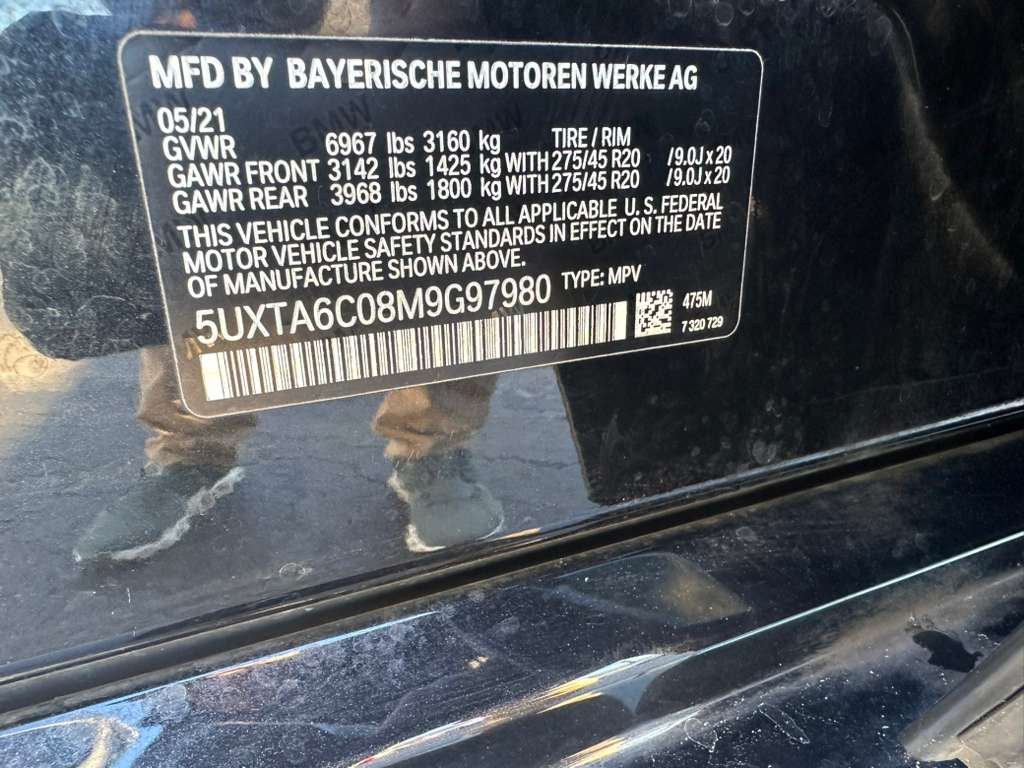 MFD BY BAYERISCHE MOTOREN WERKE AG
05/21
GVWR 6967 lbs 3160 kg TIRE / RIM
GAWR FRONT 3142 lbs 1425 kg WITH 275/45 R20 /9.0J x 20
GAWR REAR 3968 lbs 1800 kg WITH 275/45 R20 /9.0J x 20
THIS VEHICLE CONFORMS TO ALL APPLICABLE U. S. FEDERAL
MOTOR VEHICLE SAFETY STANDARDS IN EFFECT ON THE DATE
OF MANUFACTURE SHOWN ABOVE.
5UXTA6C08M9G97980 TYPE: MPV
475M
7 320 729